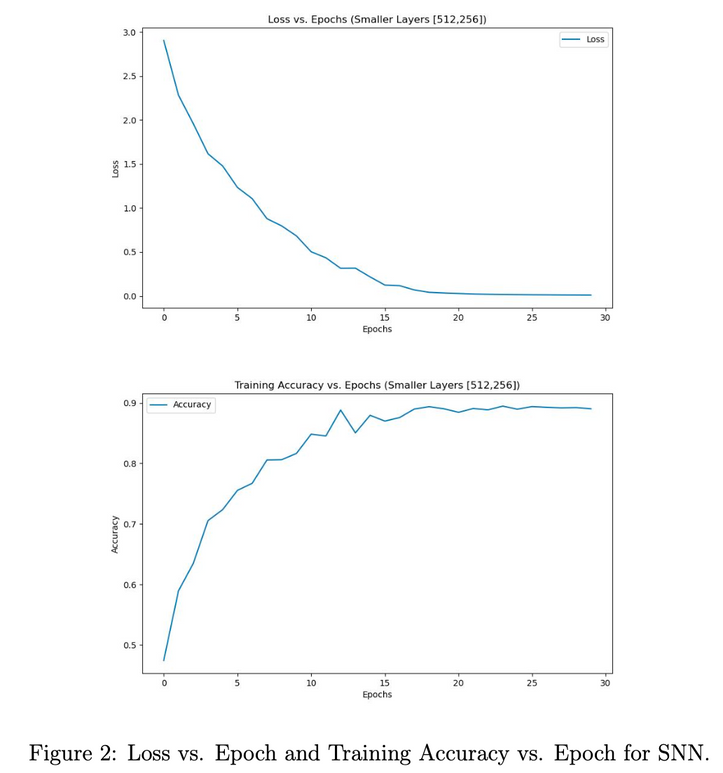 Loss vs. Epochs (Smaller Layers [512,256])
3.0
2.5
2.0
1.5
1.0
0.5
0.0
Loss
Loss
0 5 10 15 20 25 30
Epochs
Training Accuracy vs. Epochs (Smaller Layers [512,256])
0.9
0.8
0.7
0.6
0.5
Accuracy
Accuracy
0 5 10 15 20 25 30
Epochs
Figure 2: Loss vs. Epoch and Training Accuracy vs. Epoch for SNN.